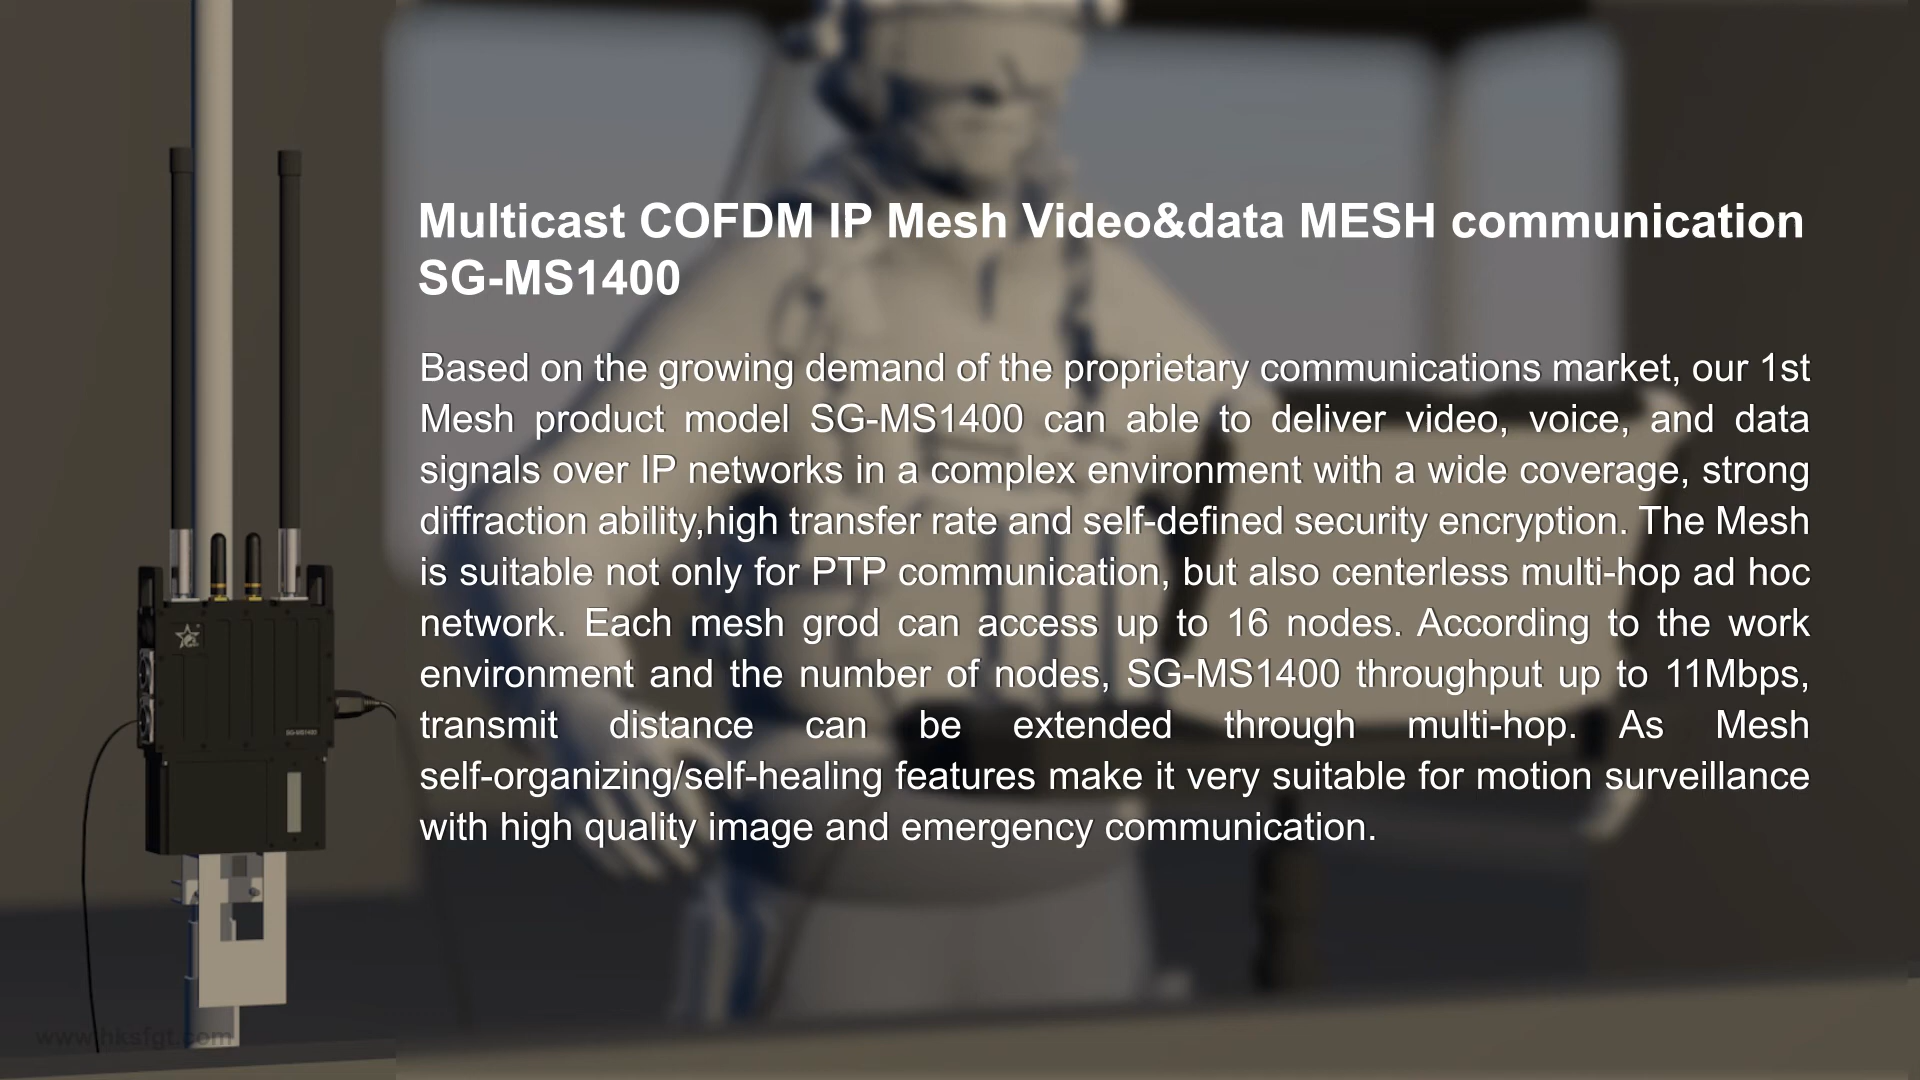 Multicast COFDM IP Mesh Video&data MESH communication
SG-MS1400
Based on the growing demand of the proprietary communications market, our 1st
Mesh product model SG-MS1400 can able to deliver video, voice, and data
signals over IP networks in a complex environment with a wide coverage, strong
diffraction ability,high transfer rate and self-defined security encryption. The Mesh
is suitable not only for PTP communication, but also centerless multi-hop ad hoc
network. Each mesh grod can access up to 16 nodes. According to the work
environment and the number of nodes, SG-MS1400 throughput up to 11Mbps,
transmit distance can be extended through multi-hop. As Mesh
self-organizing/self-healing features make it very suitable for motion surveillance
with high quality image and emergency communication.
SG-MS1400
www.hksfgt.com